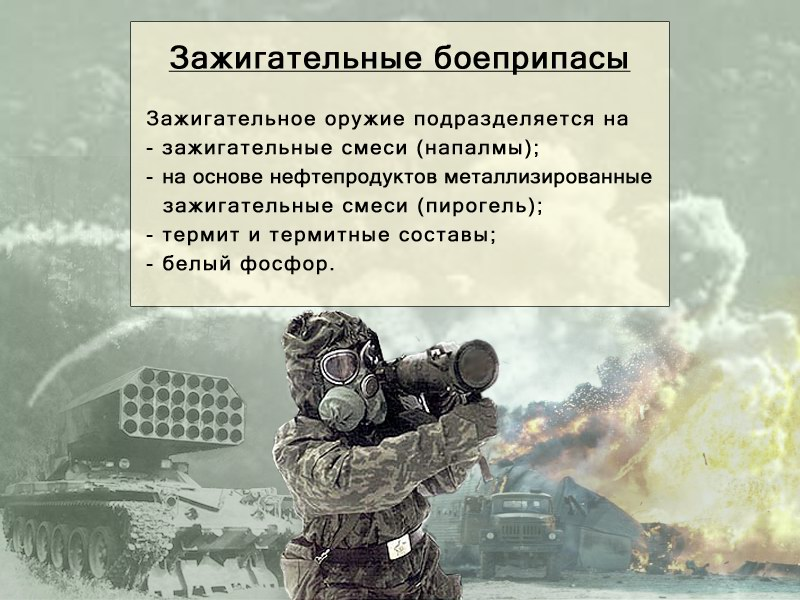 Зажигательные боеприпасы
Зажигательное оружие подразделяется на
- зажигательные смеси (напалмы);
- на основе нефтепродуктов металлизированные
зажигательные смеси (пирогель);
- термит и термитные составы;
- белый фосфор.